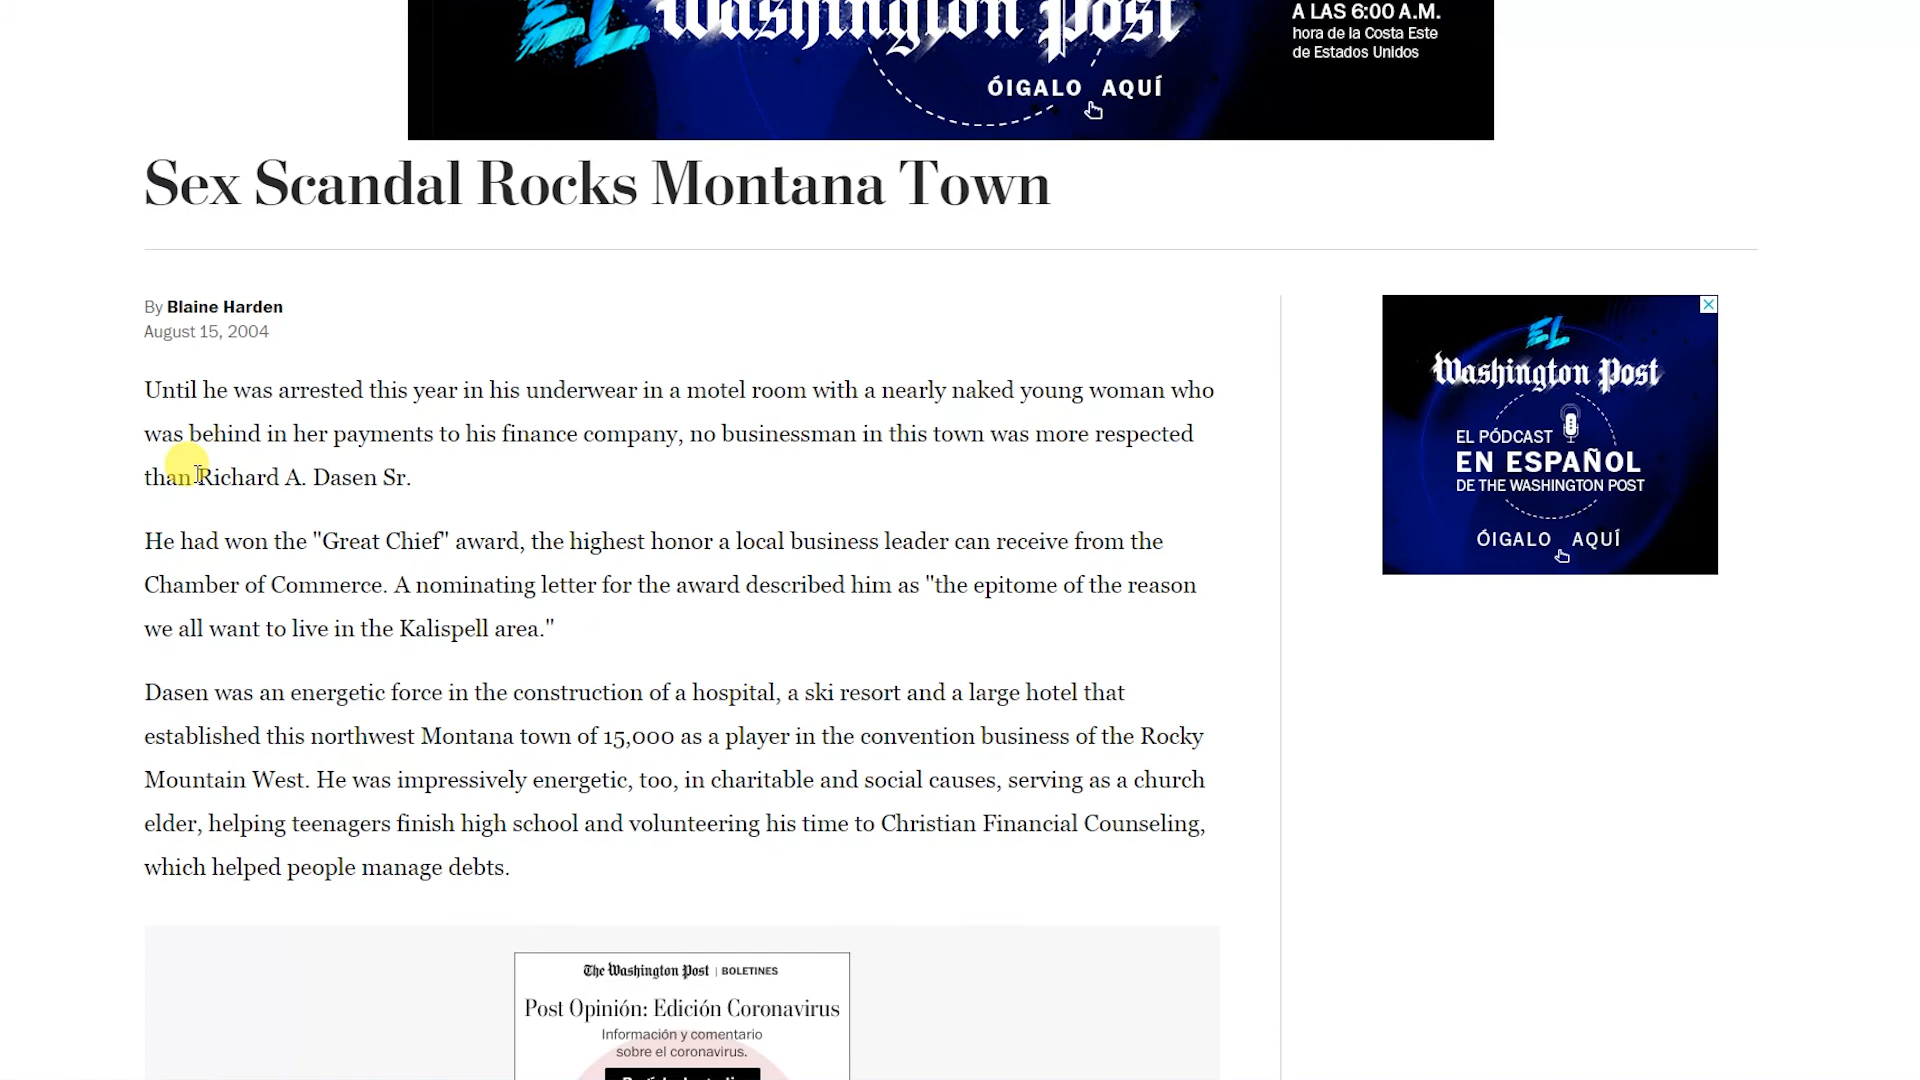 EL Washington Post
A LAS 6:00 A.M.
hora de la Costa Este
de Estados Unidos
ÓIGALO AQUÍ
Sex Scandal Rocks Montana Town
By Blaine Harden
August 15, 2004
Until he was arrested this year in his underwear in a motel room with a nearly naked young woman who
was behind in her payments to his finance company, no businessman in this town was more respected
than Richard A. Dasen Sr.
He had won the "Great Chief" award, the highest honor a local business leader can receive from the
Chamber of Commerce. A nominating letter for the award described him as "the epitome of the reason
we all want to live in the Kalispell area."
Dasen was an energetic force in the construction of a hospital, a ski resort and a large hotel that
established this northwest Montana town of 15,000 as a player in the convention business of the Rocky
Mountain West. He was impressively energetic, too, in charitable and social causes, serving as a church
elder, helping teenagers finish high school and volunteering his time to Christian Financial Counseling,
which helped people manage debts.
EL
Washington Post
EL PÓDCAST
EN ESPAÑOL
DE THE WASHINGTON POST
ÓIGALO AQUÍ
The Washington Post | BOLETINES
Post Opinión: Edición Coronavirus
Información y comentario
sobre el coronavirus.